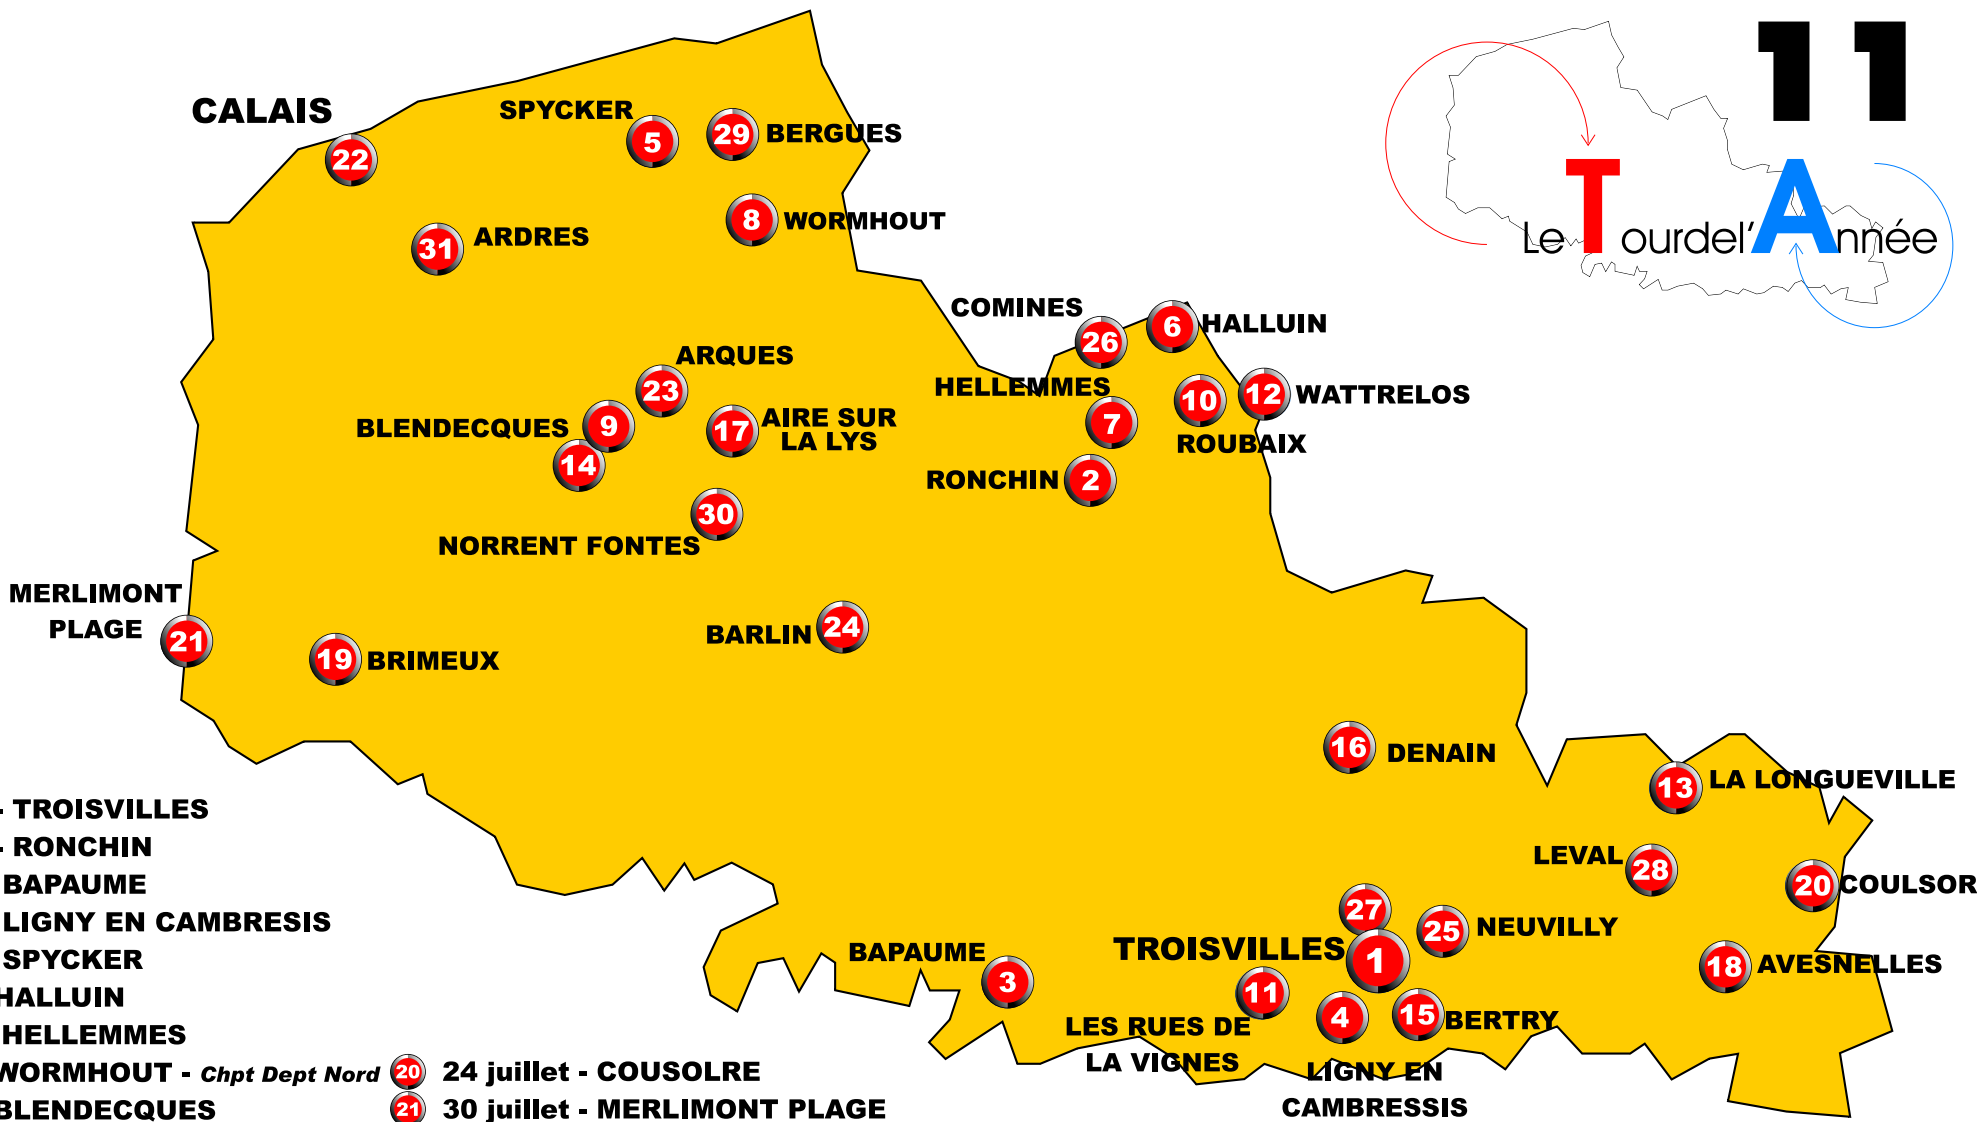 11
Le Tourdel'Année
CALAIS
22
SPYCKER
5
29 BERGUES
8 WORMHOUT
31 ARDRES
COMINES
26
6 HALLUIN
ARQUES
23
HELLEMMES
7
10
ROUBAIX
12 WATTRELOS
BLENDECQUES 9
14
17 AIRE SUR
LA LYS
RONCHIN 2
30
NORRENT FONTES
MERLIMONT
PLAGE
21
19 BRIMEUX
BARLIN 24
16 DENAIN
13 LA LONGUEVILLE
LEVAL 28
20 COULSOR
27
25 NEUVILLY
TROISVILLES 1
18 AVESNELLES
BAPAUME
3
11
LES RUES DE
LA VIGNES
4
LIGNY EN
CAMBRESSIS
15 BERTRY
- TROISVILLES
- RONCHIN
BAPAUME
LIGNY EN CAMBRESIS
SPYCKER
HALLUIN
HELLEMMES
WORMHOUT - Chpt Dept Nord
BLENDECQUES
20 24 juillet - COUSOLRE
21 30 juillet - MERLIMONT PLAGE